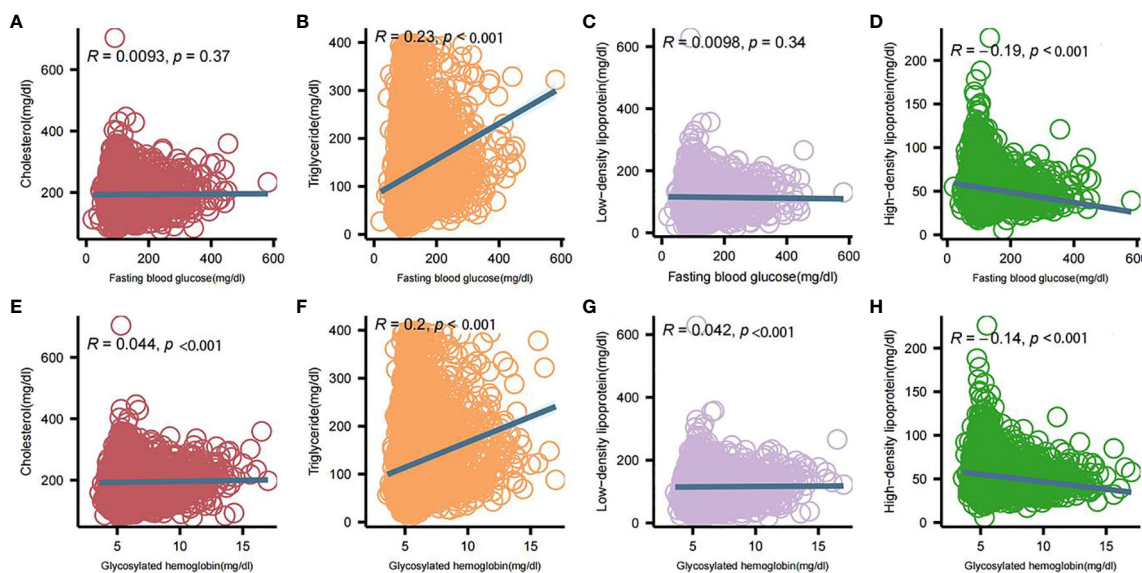 A
B
C
D
R = 0.0093, p = 0.37
R = 0.23, p < 0.001
R = 0.0098, p = 0.34
R = −0.19, p <0.001
Cholesterol(mg/dl)
600
400
200
0 200 400 600
Fasting blood glucose(mg/dl)
Triglyceride(mg/dl)
400
300
200
100
0
0 200 400 600
Fasting blood glucose(mg/dl)
Low−density lipoprotein(mg/dl)
600
400
200
0
0 200 400 600
Fasting blood glucose(mg/dl)
High−density lipoprotein(mg/dl)
200
150
100
50
0
0 200 400 600
Fasting blood glucose(mg/dl)
E
F
G
H
R = 0.044, p <0.001
R = 0.2, p < 0.001
R = 0.042, p <0.001
R = −0.14, p <0.001
Cholesterol(mg/dl)
600
400
200
5 10 15
Glycosylated hemoglobin(mg/dl)
Triglyceride(mg/dl)
400
300
200
100
0
5 10 15
Glycosylated hemoglobin(mg/dl)
Low−density lipoprotein(mg/dl)
600
400
200
0
5 10 15
Glycosylated hemoglobin(mg/dl)
High−density lipoprotein(mg/dl)
200
150
100
50
0
5 10 15
Glycosylated hemoglobin(mg/dl)